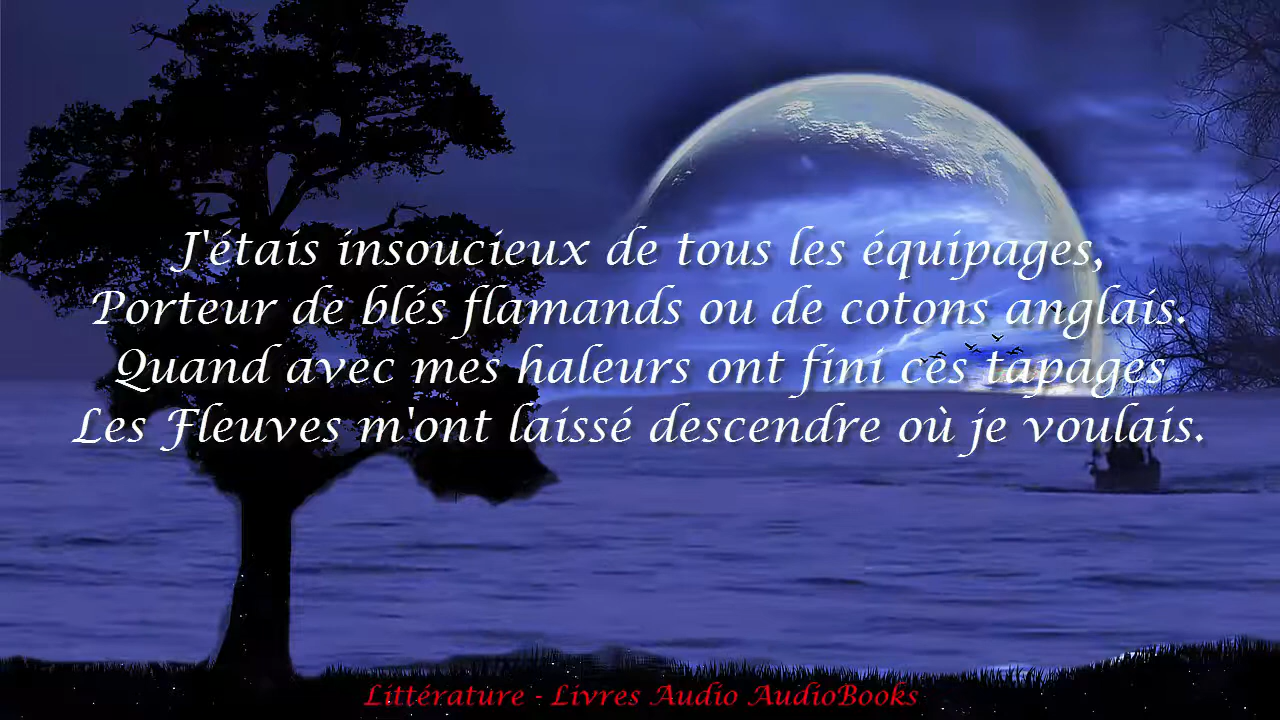 J'étais insoucieux de tous les équipages,
Porteur de blés flamands ou de cotons anglais.
Quand avec mes haleurs ont fini ces tapages
Les Fleuves m'ont laissé descendre où je voulais.
Littérature - Livres Audio AudioBooks